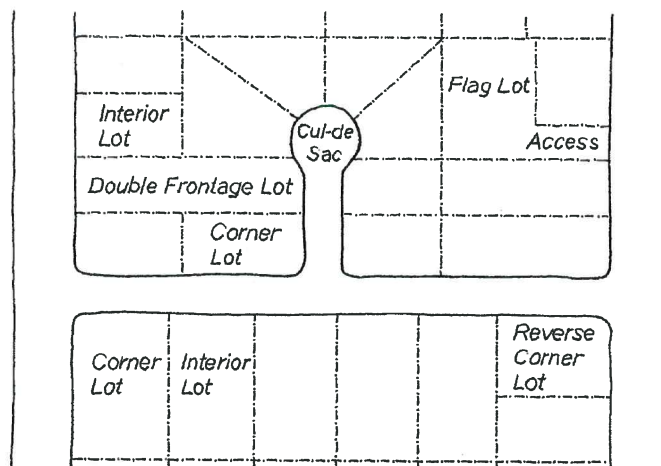 Flag Lot
Interior
Lot
Cul-de
Sac
Access
Double Frontage Lot
Corner
Lot
Corner
Lot
Interior
Lot
Reverse
Corner
Lot